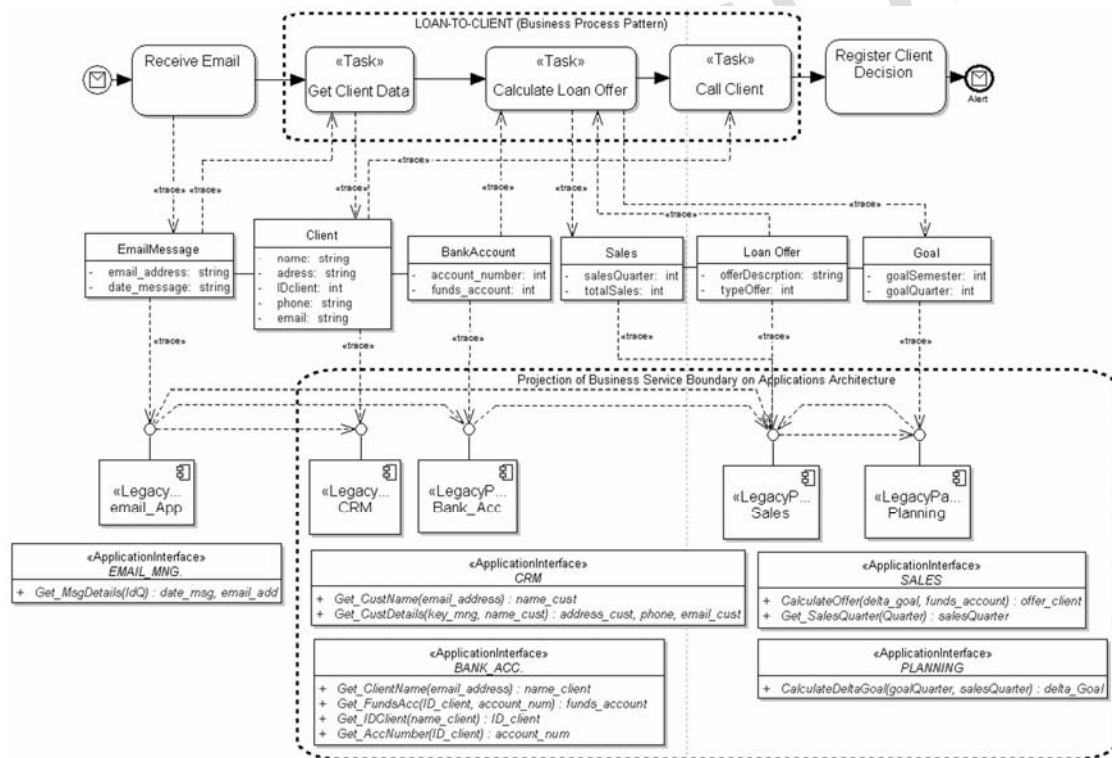 LOAN-TO-CLIENT (Business Process Pattern)
Receive Email
«Task»
Get Client Data
«Task»
Calculate Loan Offer
«Task»
Call Client
Register Client
Decision
Alert
«trace»
«trace»
«trace»
«trace»
«trace»
«trace»
«trace»
«trace»
EmailMessage
- email_address: string
- date_message: string
Client
- name: string
- adress: string
- IDclient: int
- phone: string
- email: string
BankAccount
- account_number: int
- funds_account: int
Sales
- salesQuarter: int
- totalSales: int
Loan Offer
- offerDescrption: string
- typeOffer: int
Goal
- goalSemester: int
- goalQuarter: int
«trace»
«trace»
«trace»
«trace»
«trace»
«trace»
Projection of Business Service Boundary on Applications Architecture
«Legacy...
email_App
«Legacy...
CRM
«LegacyP...
Bank_Acc
«LegacyP...
Sales
«LegacyPa...
Planning
«ApplicationInterface»
EMAIL_MNG.
+ Get_MsgDetails(IdQ) : date_msg, email_add
«ApplicationInterface»
CRM
+ Get_CustName(email_address) : name_cust
+ Get_CustDetails(key_mng, name_cust) : address_cust, phone, email_cust
«ApplicationInterface»
SALES
+ CalculateOffer(delta_goal, funds_account) : offer_client
+ Get_SalesQuarter(Quarter) : salesQuarter
«ApplicationInterface»
BANK_ACC.
+ Get_ClientName(email_address) : name_client
+ Get_FundsAcc(ID_client, account_num) : funds_account
+ Get_IDClient(name_client) : ID_client
+ Get_AccNumber(ID_client) : account_num
«ApplicationInterface»
PLANNING
+ CalculateDeltaGoal(goalQuarter, salesQuarter) : delta_Goal